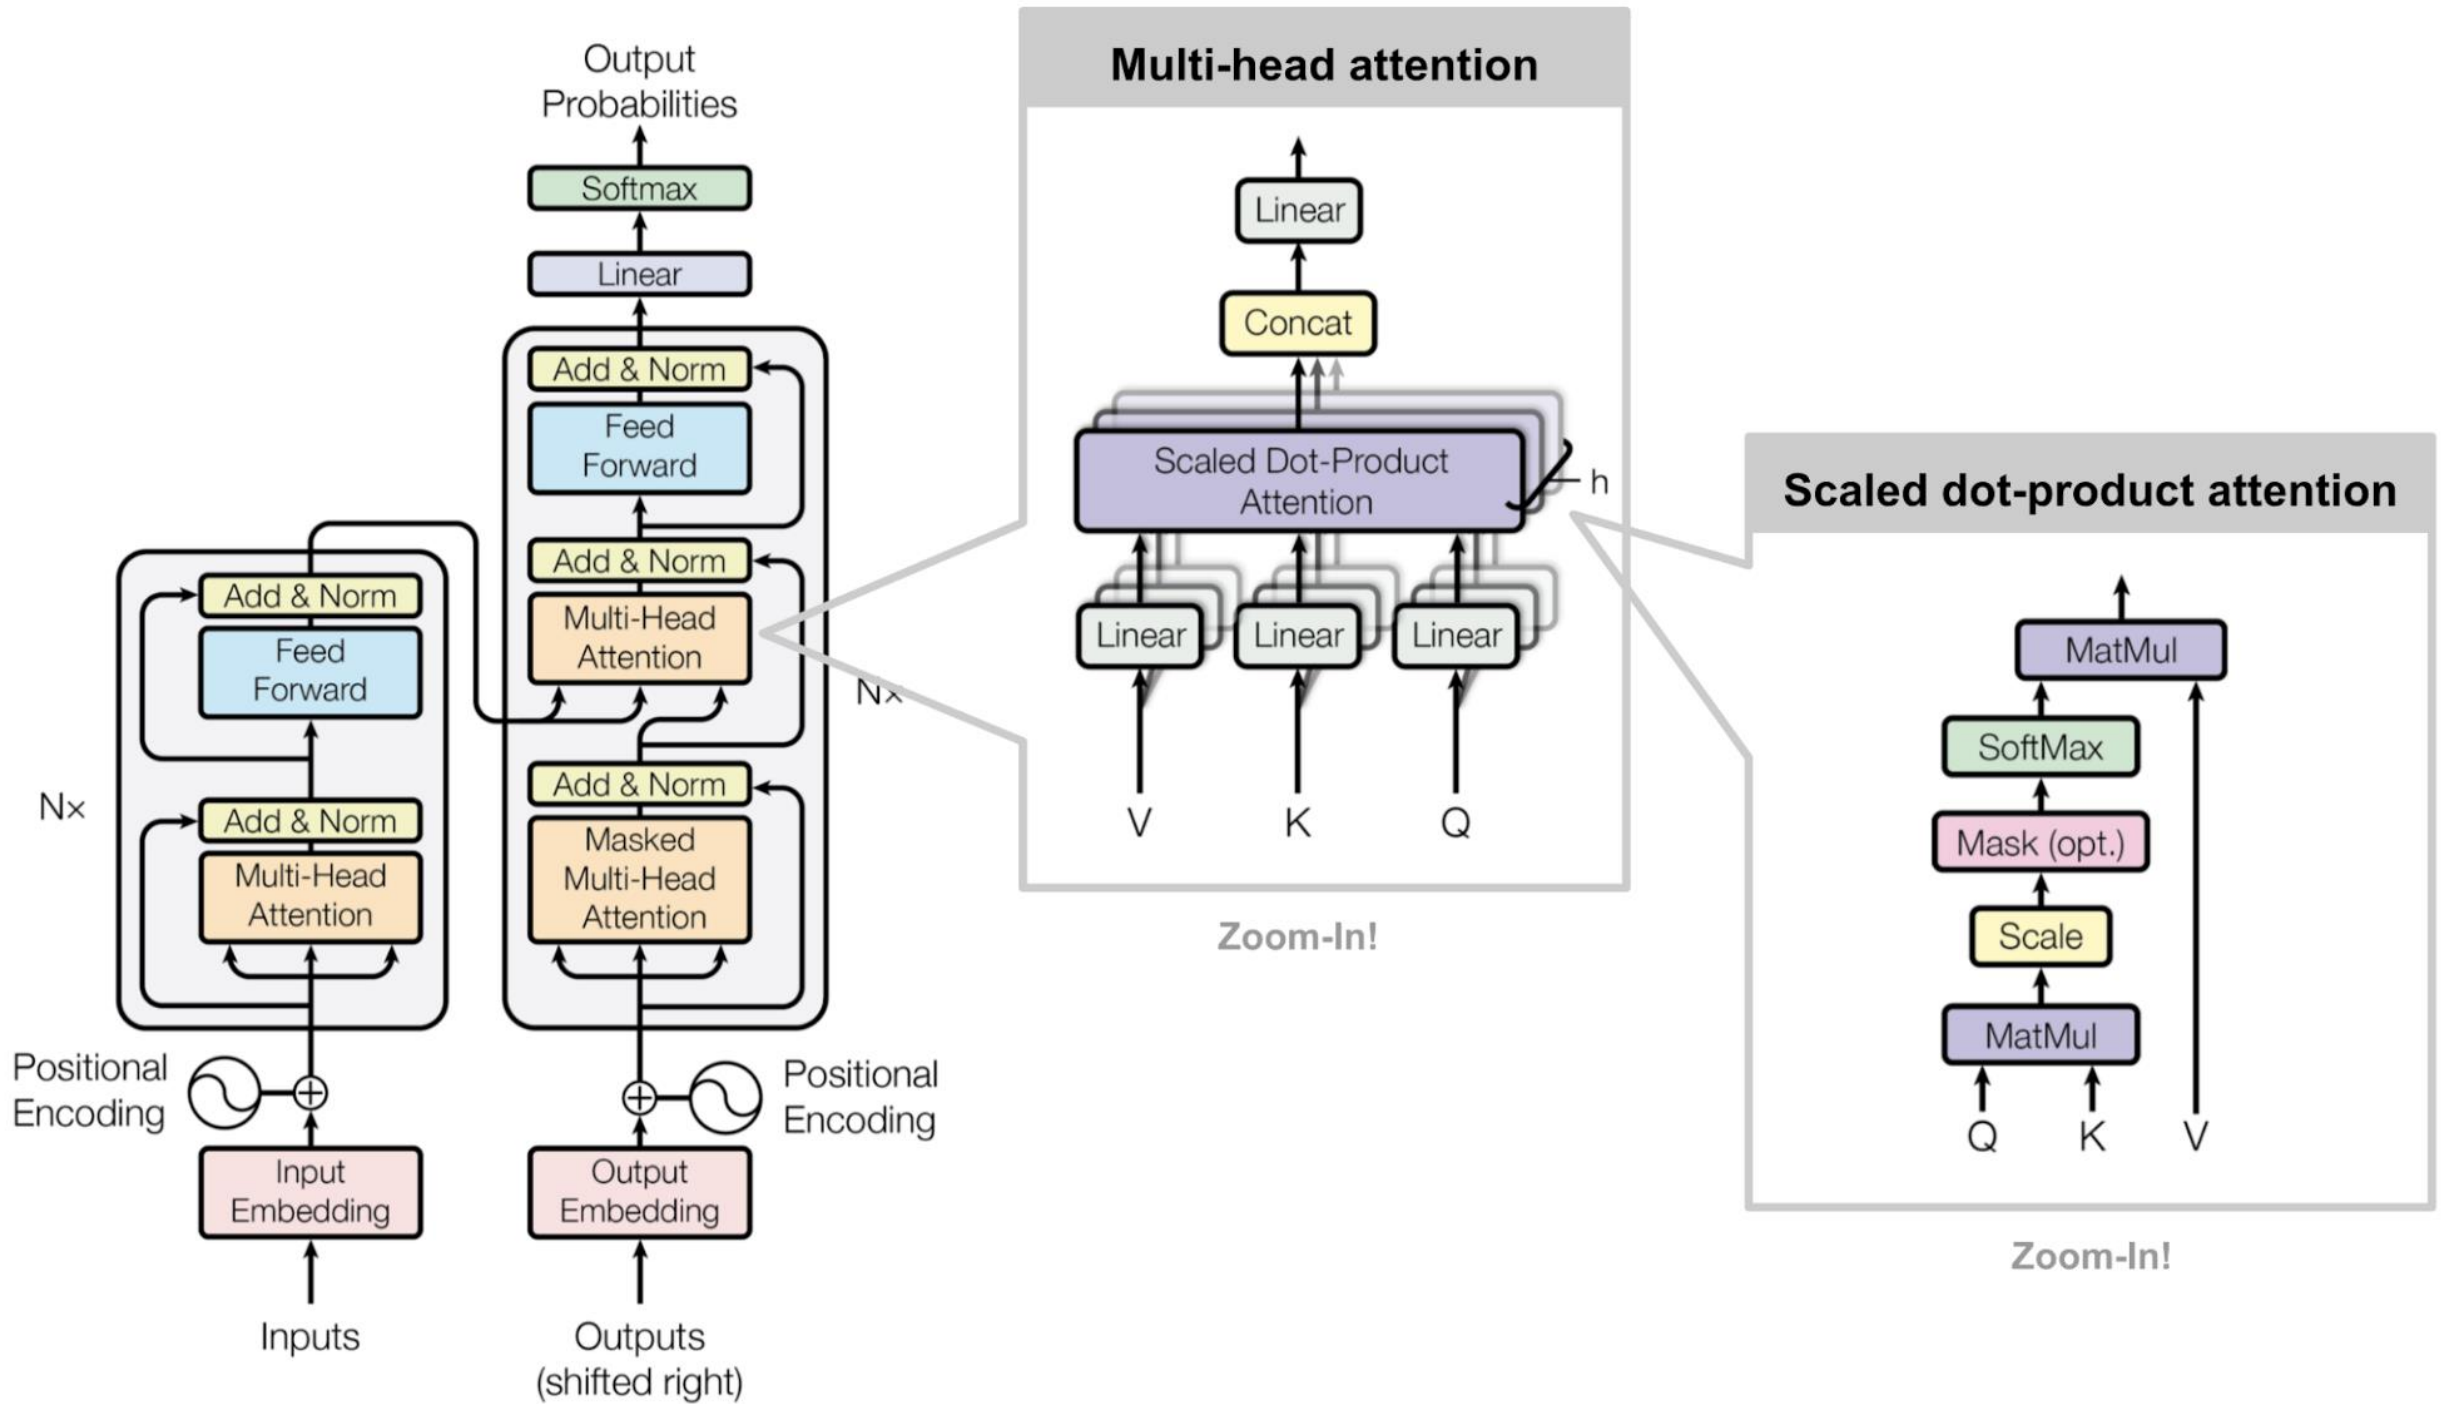 Output
Probabilities
Softmax
Linear
Add & Norm
Feed
Forward
Add & Norm
Multi-Head
Attention
Nx
Add & Norm
Masked
Multi-Head
Attention
Positional
Encoding
Output
Embedding
Outputs
(shifted right)
Add & Norm
Feed
Forward
Nx
Add & Norm
Multi-Head
Attention
Positional
Encoding
Input
Embedding
Inputs
Multi-head attention
Linear
Concat
Scaled Dot-Product
Attention
h
Linear Linear Linear
V K Q
Zoom-In!
Scaled dot-product attention
MatMul
SoftMax
Mask (opt.)
Scale
MatMul
Q K V
Zoom-In!